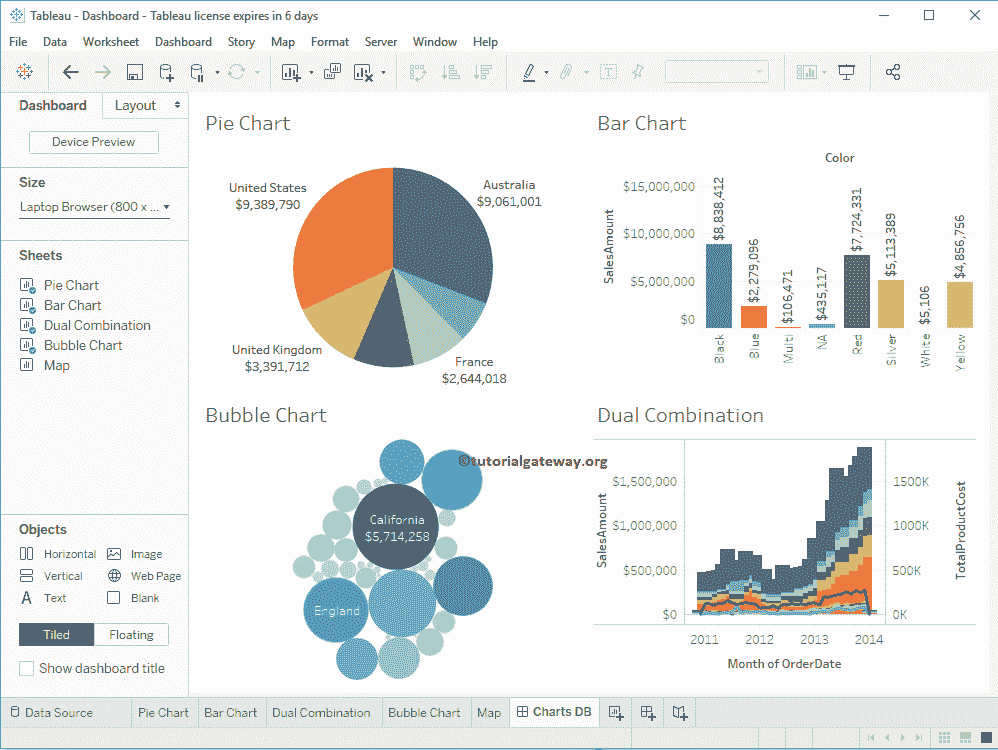 Tableau - Dashboard - Tableau license expires in 6 days
File Data Worksheet Dashboard Story Map Format Server Window Help
Dashboard Layout
Device Preview
Size
Laptop Browser (800 x ...
Sheets
Pie Chart
Bar Chart
Dual Combination
Bubble Chart
Map
Objects
Horizontal Image
Vertical Web Page
Text Blank
Tiled Floating
Show dashboard title
Pie Chart
United States
$9,389,790
Australia
$9,061,001
United Kingdom
$3,391,712
France
$2,644,018
Bar Chart
Color
SalesAmount
$15,000,000
$10,000,000
$5,000,000
$0
$8,838,412
$2,279,096
$106,471
$435,117
$7,724,331
$5,113,389
$5,106
$4,856,756
Black
Blue
Multi
NA
Red
Silver
White
Yellow
Bubble Chart
©tutorialgateway.org
California
$5,714,258
England
Dual Combination
SalesAmount
$1,500,000
$1,000,000
$500,000
$0
1500K
1000K
500K
0K
TotalProductCost
2011 2012 2013 2014
Month of OrderDate
Data Source Pie Chart Bar Chart Dual Combination Bubble Chart Map Charts DB